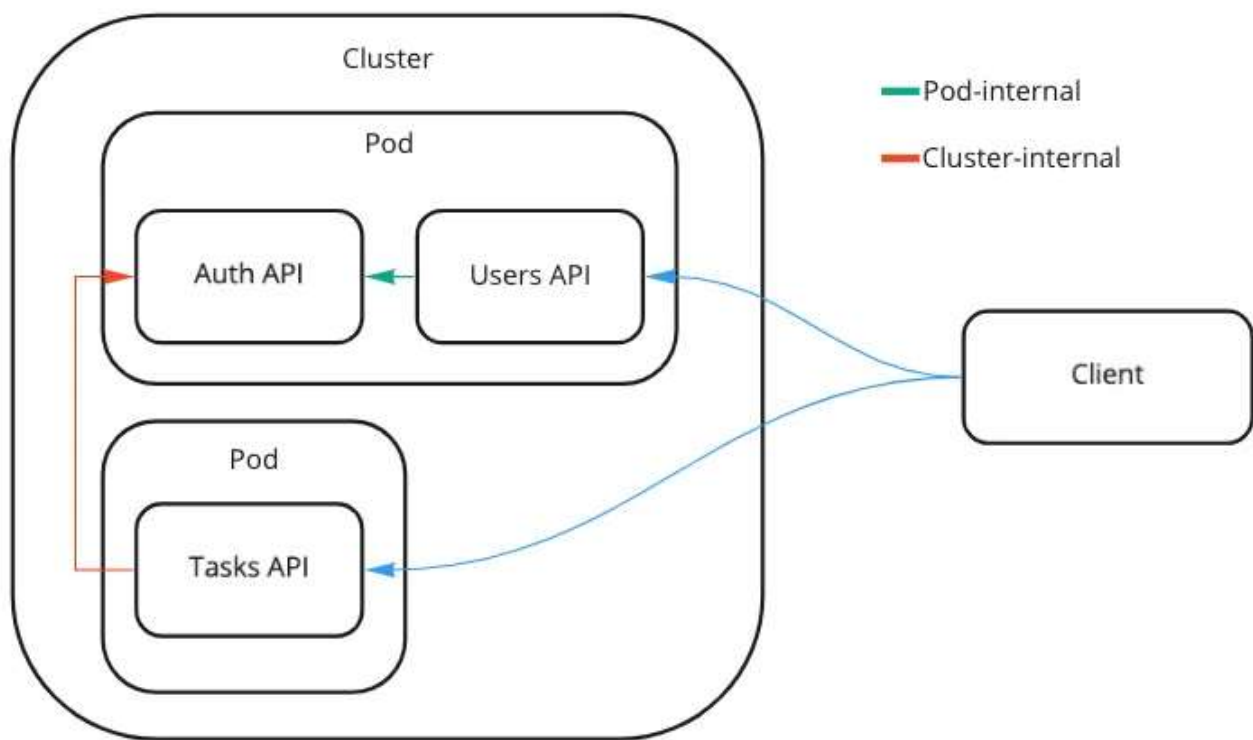 Cluster
Pod-internal
Pod
Cluster-internal
Auth API
Users API
Client
Pod
Tasks API